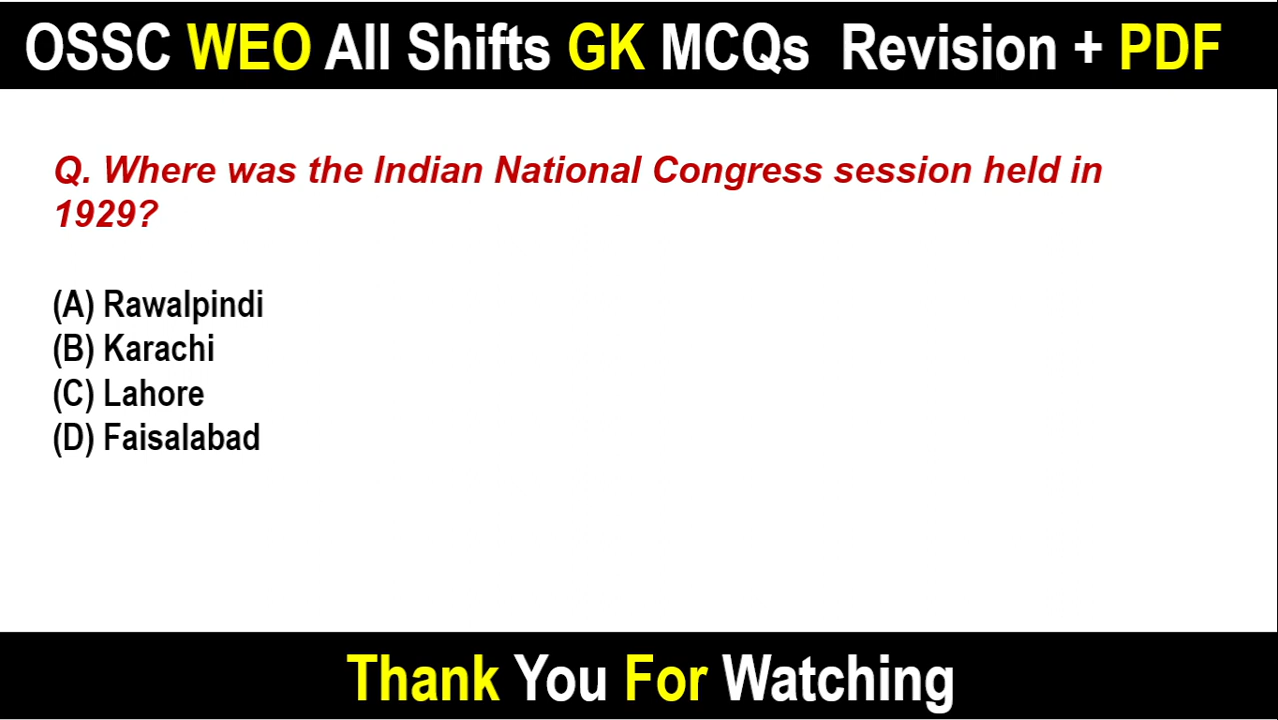 OSSC WEO All Shifts GK MCQs Revision + PDF
Q. Where was the Indian National Congress session held in
1929?
(A) Rawalpindi
(B) Karachi
(C) Lahore
(D) Faisalabad
Thank You For Watching